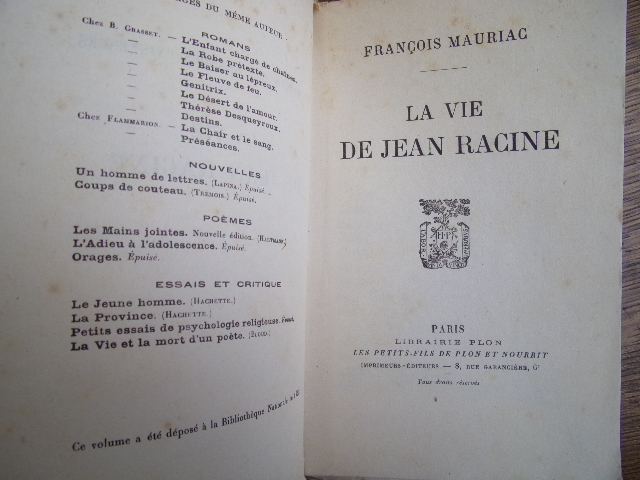 GES DU MÊME AUTEUR
ROMANS
Chez B. Grasset. — L'Enfant chargé de chaînes.
— La Robe prétexte.
— Le Baiser au lépreux.
— Le Fleuve de feu.
— Genitrix.
— Le Désert de l'amour.
— Thérèse Desqueyroux.
— Destins.
Chez Flammarion. — La Chair et le sang.
— Préséances.
NOUVELLES
Un homme de lettres. (LAPINA.) Épuisé.
Coups de couteau. (TRÉMOIS.) Épuisé.
POÈMES
Les Mains jointes. Nouvelle édition.
L'Adieu à l'adolescence. Épuisé.
Orages. Épuisé.
ESSAIS ET CRITIQUE
Le Jeune homme. (HACHETTE.)
La Province. (HACHETTE.)
Petits essais de psychologie religieuse.
La Vie et la mort d'un poète. (BLOUD.)
Ce volume a été déposé à la Bibliothèque Nationale en
FRANÇOIS MAURIAC
LA VIE
DE JEAN RACINE
PARIS
LIBRAIRIE PLON
LES PETITS-FILS DE PLON ET NOURRIT
IMPRIMEURS-ÉDITEURS — 8, RUE GARANCIÈRE, 6e
Tous droits réservés